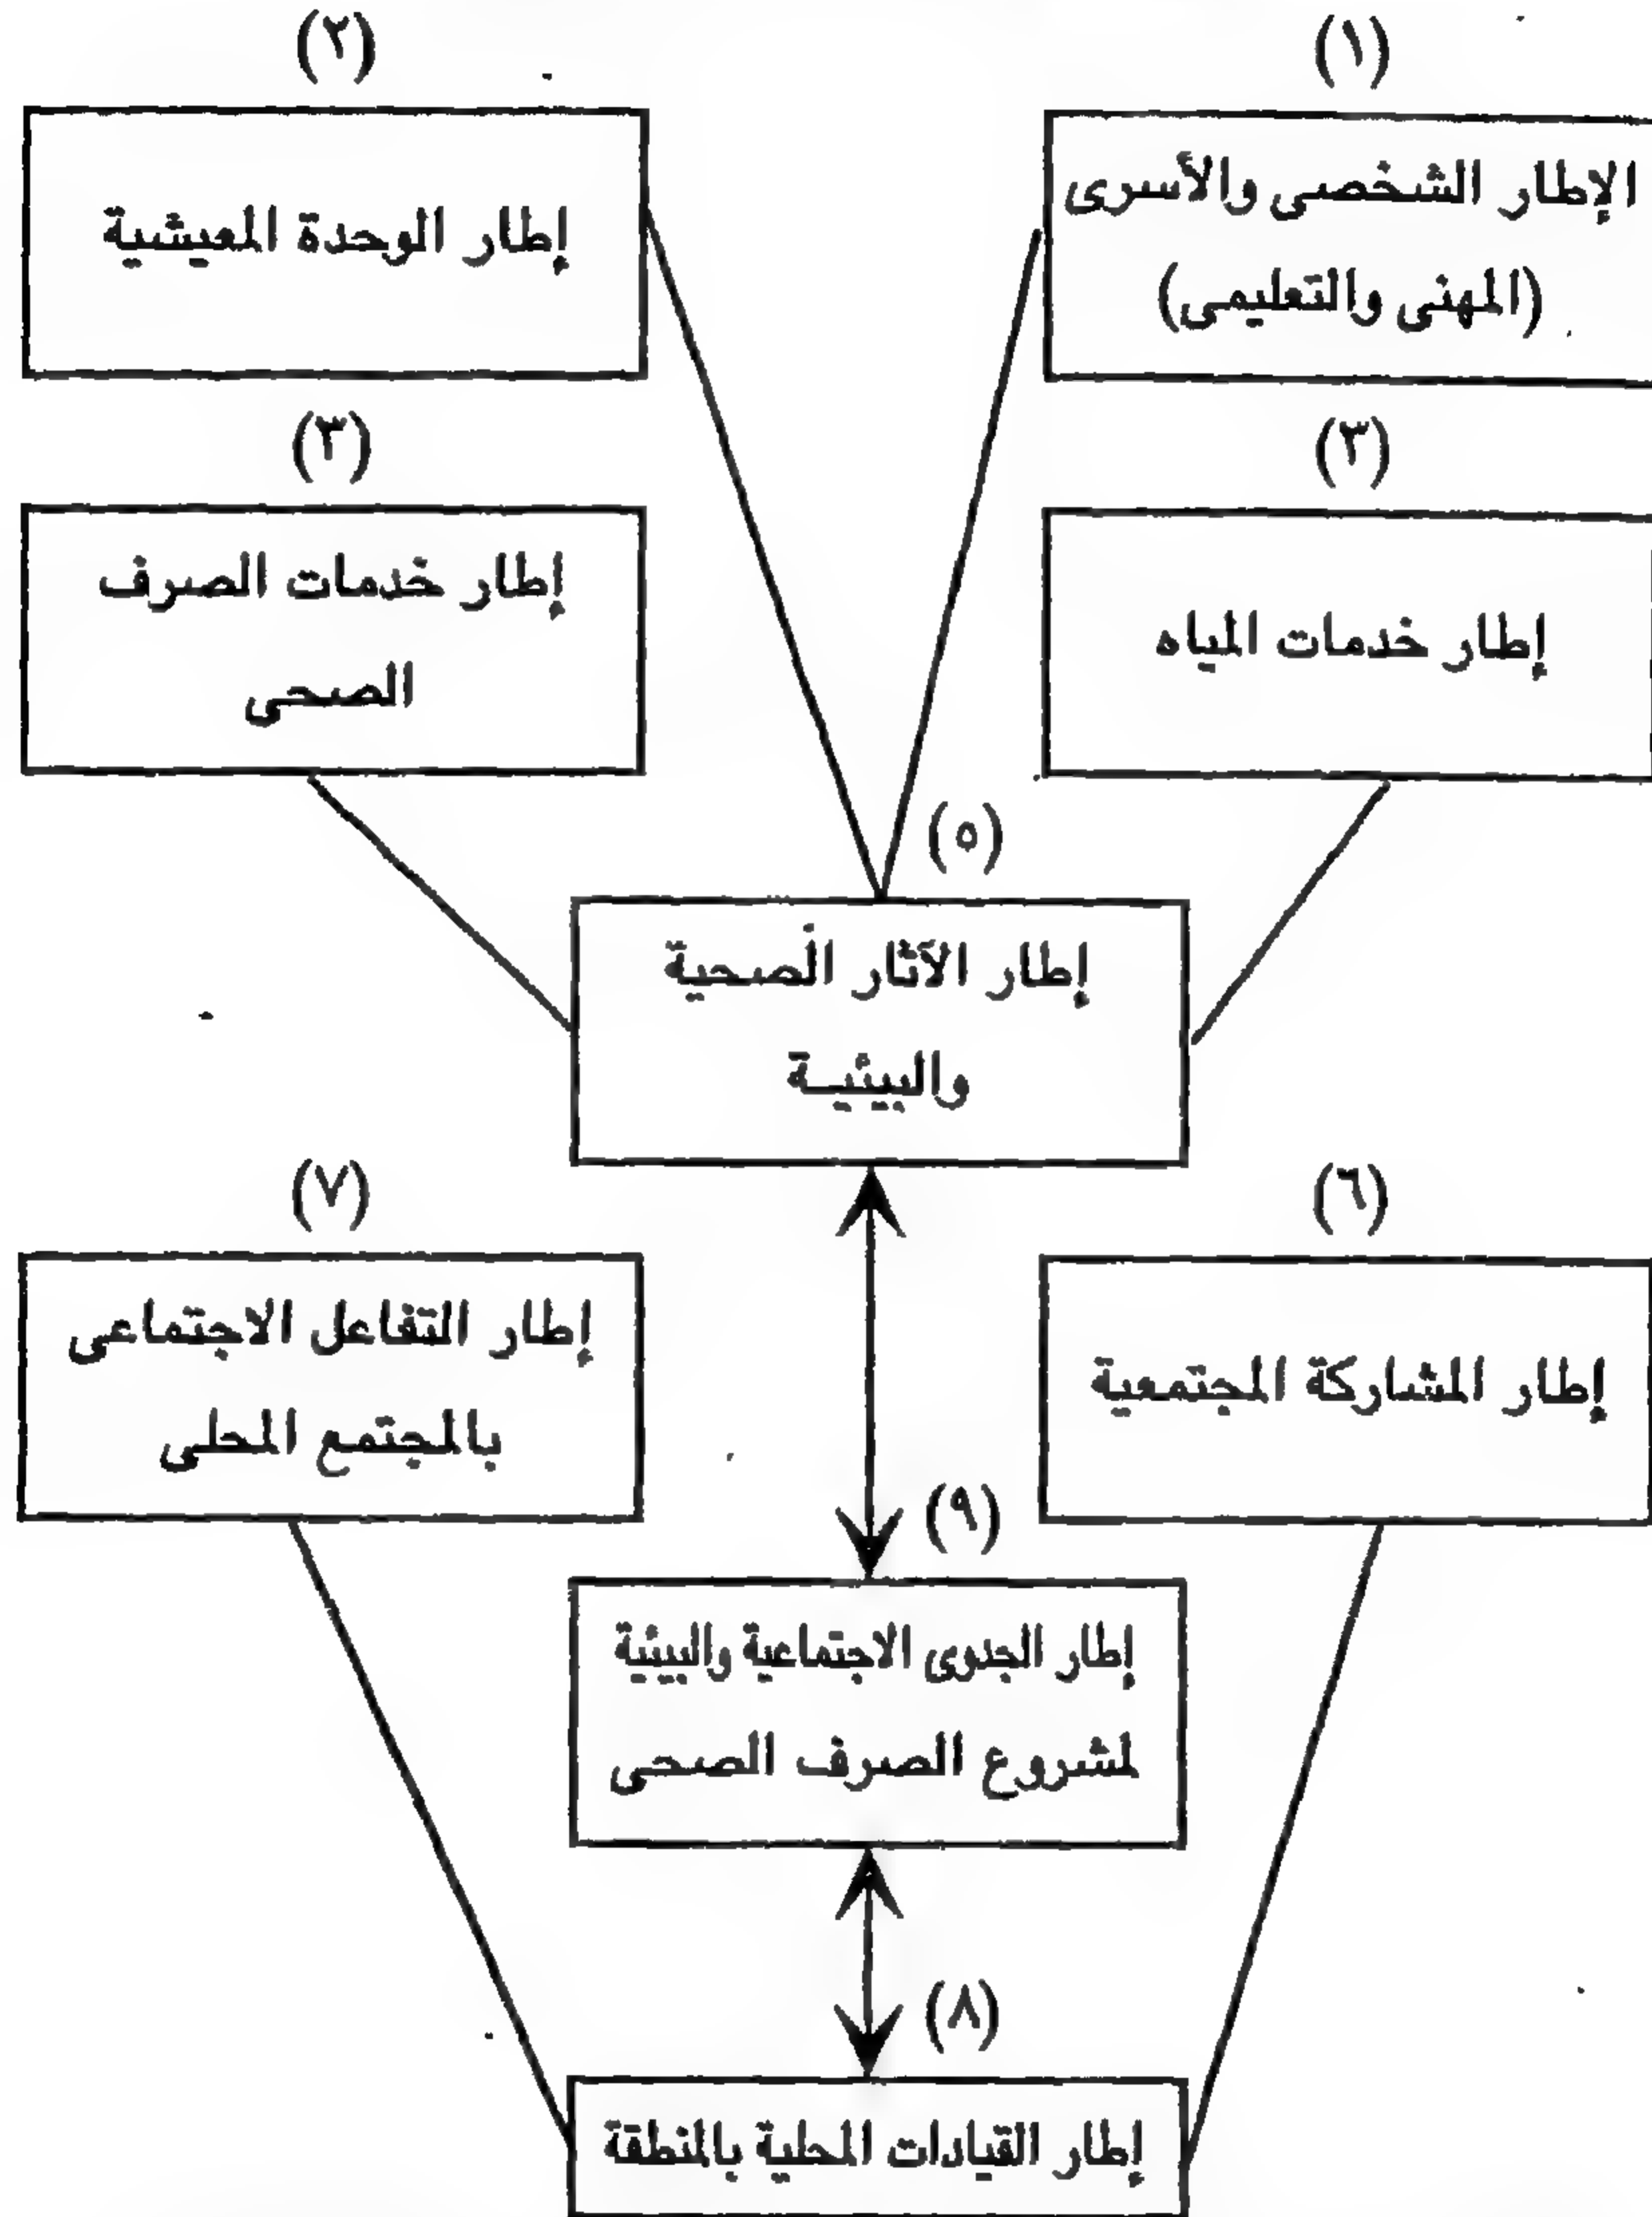 (١)
الإطار الشخصى والأسرى
(المهنى والتعليمى)
(٢)
إطار الوحدة المعيشية
(٣)
إطار خدمات المياه
(٣)
إطار خدمات الصرف
الصحى
(٥)
إطار الآثار الصحية
والبيئيـة
(٦)
إطار المشاركة المجتمعية
(٧)
إطار التفاعل الاجتماعى
بالمجتمع المحلى
(٩)
إطار الجدوى الاجتماعية والبيئية
لمشروع الصرف الصحى
(٨)
إطار القيادات المحلية بالمنطقة